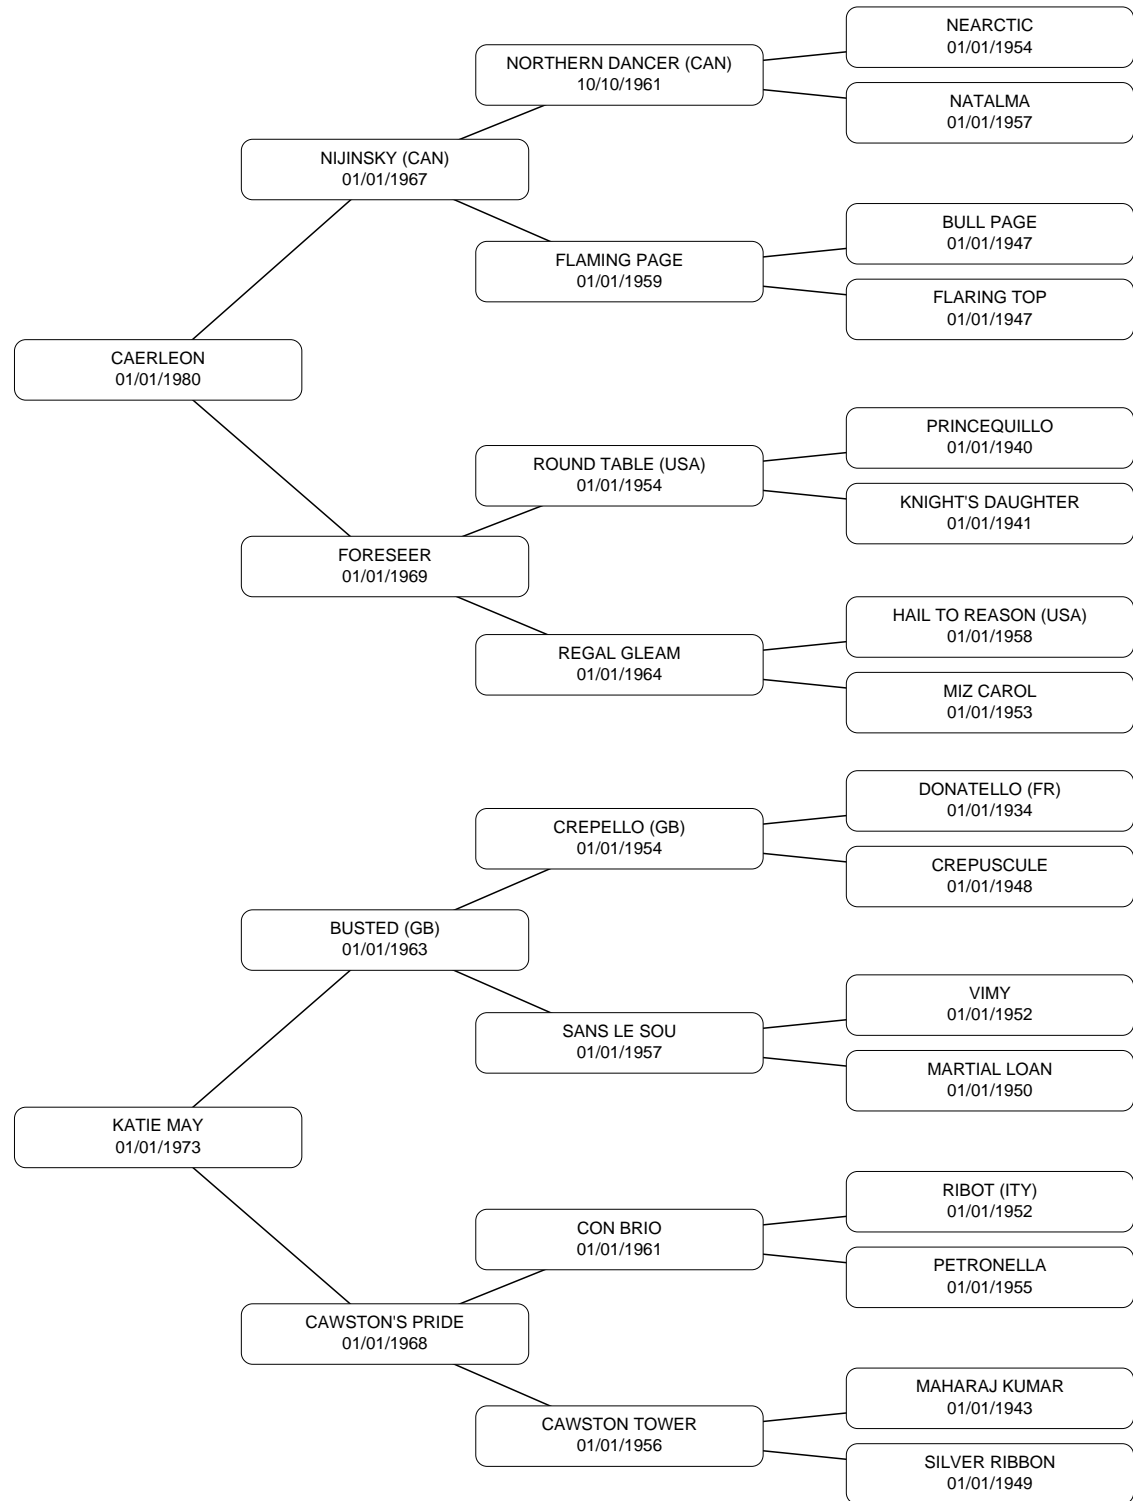 NEARCTIC
01/01/1954
NORTHERN DANCER (CAN)
10/10/1961
NATALMA
01/01/1957
NIJINSKY (CAN)
01/01/1967
BULL PAGE
01/01/1947
FLAMING PAGE
01/01/1959
FLARING TOP
01/01/1947
CAERLEON
01/01/1980
PRINCEQUILLO
01/01/1940
ROUND TABLE (USA)
01/01/1954
KNIGHT'S DAUGHTER
01/01/1941
FORESEER
01/01/1969
HAIL TO REASON (USA)
01/01/1958
REGAL GLEAM
01/01/1964
MIZ CAROL
01/01/1953
DONATELLO (FR)
01/01/1934
CREPELLO (GB)
01/01/1954
CREPUSCULE
01/01/1948
BUSTED (GB)
01/01/1963
VIMY
01/01/1952
SANS LE SOU
01/01/1957
MARTIAL LOAN
01/01/1950
KATIE MAY
01/01/1973
RIBOT (ITY)
01/01/1952
CON BRIO
01/01/1961
PETRONELLA
01/01/1955
CAWSTON'S PRIDE
01/01/1968
MAHARAJ KUMAR
01/01/1943
CAWSTON TOWER
01/01/1956
SILVER RIBBON
01/01/1949